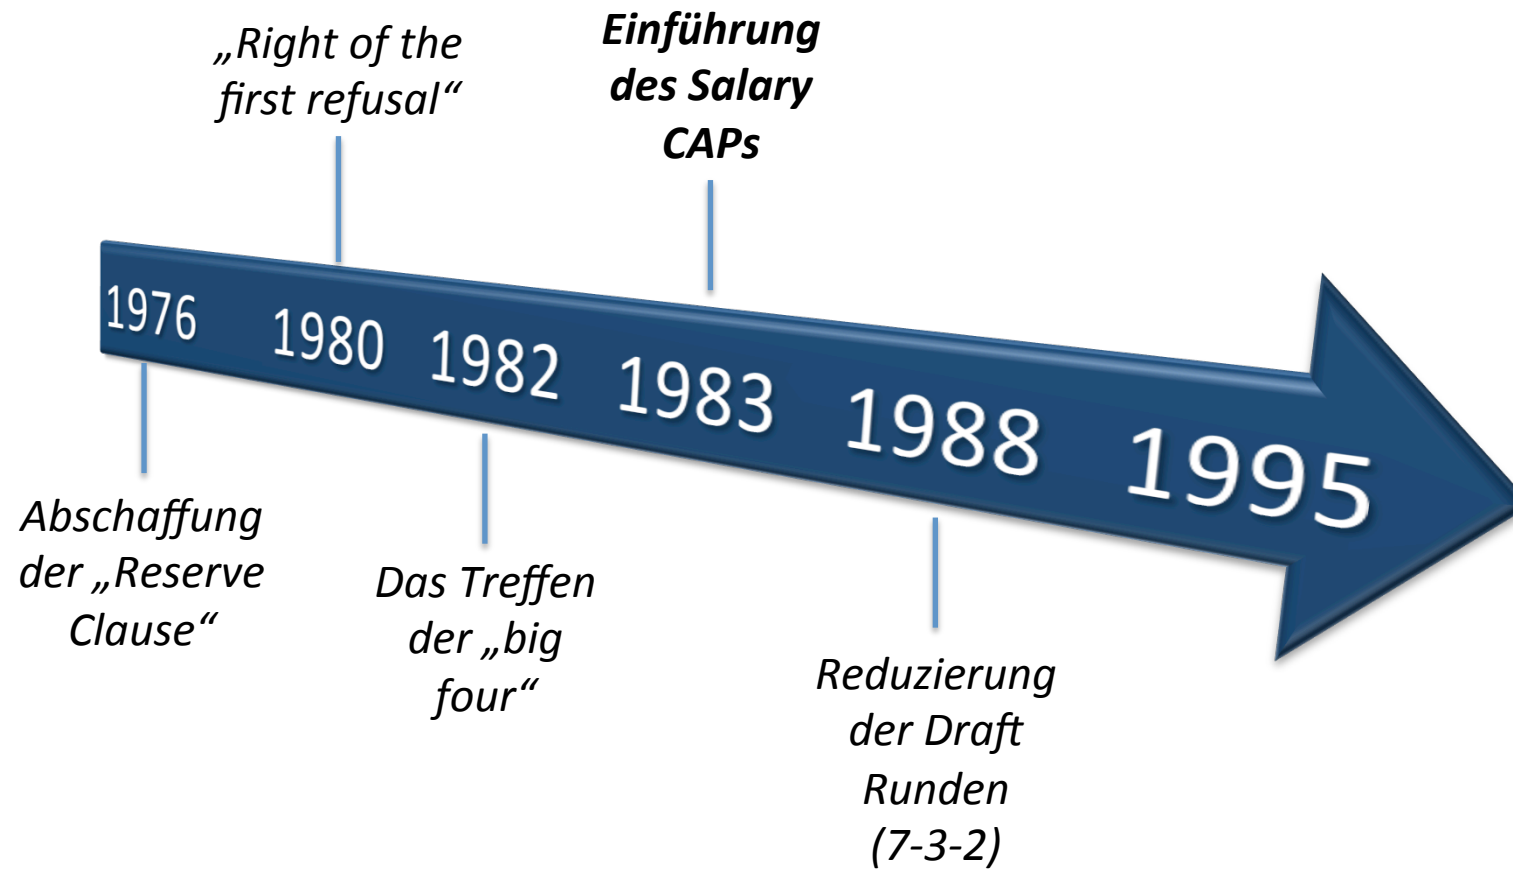 „Right of the
first refusal“
Einführung
des Salary
CAPs
1976
1980
1982
1983
1988
1995
Abschaffung
der „Reserve
Clause“
Das Treffen
der „big
four“
Reduzierung
der Draft
Runden
(7-3-2)